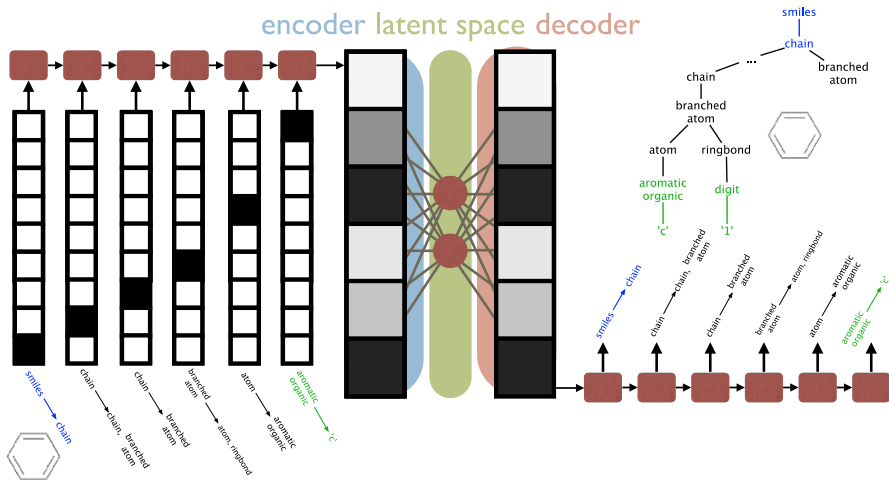 encoder latent space decoder
smiles
chain
...
chain
branched
atom
branched
atom
atom
ringbond
aromatic
organic
digit
'c'
'1'
smiles
chain
chain
chain,
branched
atom
chain
branched
atom
branched
atom
atom, ringbond
atom
aromatic
organic
aromatic
organic
'c'
smiles
chain
chain
chain,
branched
atom
chain
branched
atom
branched
atom
atom, ringbond
atom
aromatic
organic
aromatic
organic
'c'